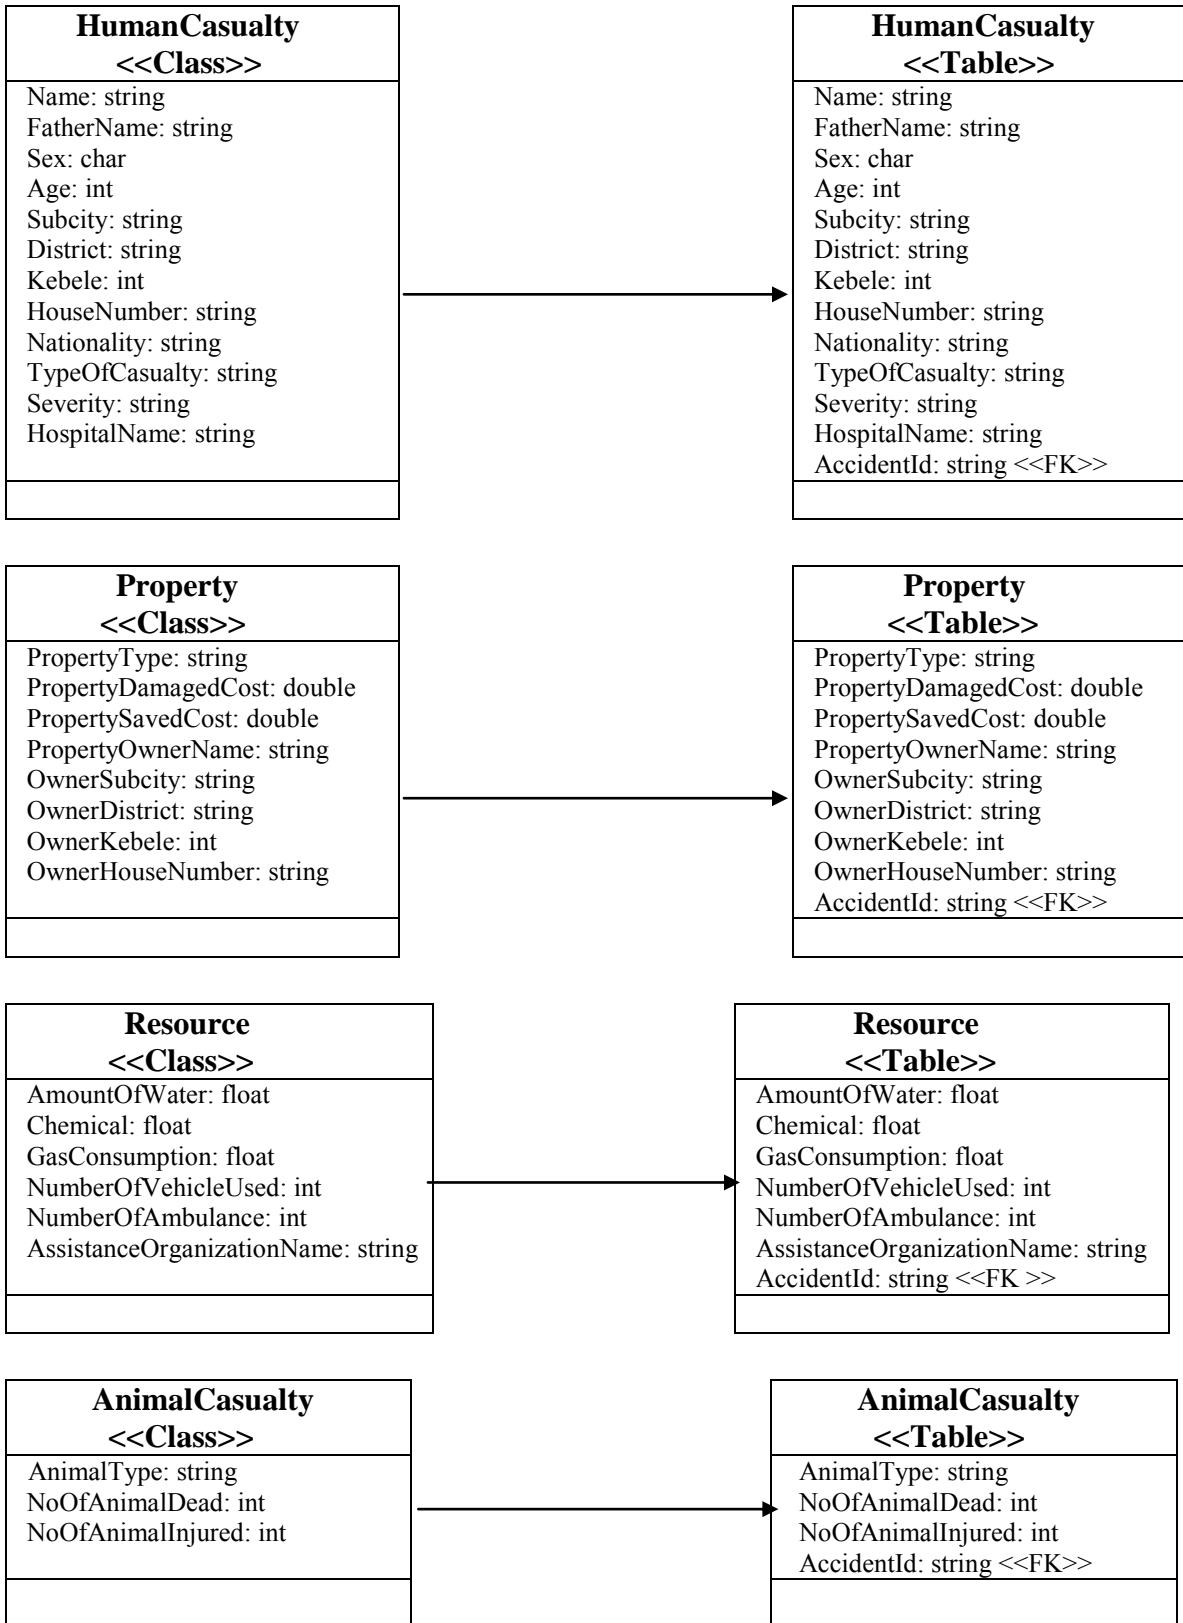 HumanCasualty
<<Class>>
Name: string
FatherName: string
Sex: char
Age: int
Subcity: string
District: string
Kebele: int
HouseNumber: string
Nationality: string
TypeOfCasualty: string
Severity: string
HospitalName: string
HumanCasualty
<<Table>>
Name: string
FatherName: string
Sex: char
Age: int
Subcity: string
District: string
Kebele: int
HouseNumber: string
Nationality: string
TypeOfCasualty: string
Severity: string
HospitalName: string
AccidentId: string <<FK>>
Property
<<Class>>
PropertyType: string
PropertyDamagedCost: double
PropertySavedCost: double
PropertyOwnerName: string
OwnerSubcity: string
OwnerDistrict: string
OwnerKebele: int
OwnerHouseNumber: string
Property
<<Table>>
PropertyType: string
PropertyDamagedCost: double
PropertySavedCost: double
PropertyOwnerName: string
OwnerSubcity: string
OwnerDistrict: string
OwnerKebele: int
OwnerHouseNumber: string
AccidentId: string <<FK>>
Resource
<<Class>>
AmountOfWater: float
Chemical: float
GasConsumption: float
NumberOfVehicleUsed: int
NumberOfAmbulance: int
AssistanceOrganizationName: string
Resource
<<Table>>
AmountOfWater: float
Chemical: float
GasConsumption: float
NumberOfVehicleUsed: int
NumberOfAmbulance: int
AssistanceOrganizationName: string
AccidentId: string <<FK >>
AnimalCasualty
<<Class>>
AnimalType: string
NoOfAnimalDead: int
NoOfAnimalInjured: int
AnimalCasualty
<<Table>>
AnimalType: string
NoOfAnimalDead: int
NoOfAnimalInjured: int
AccidentId: string <<FK>>